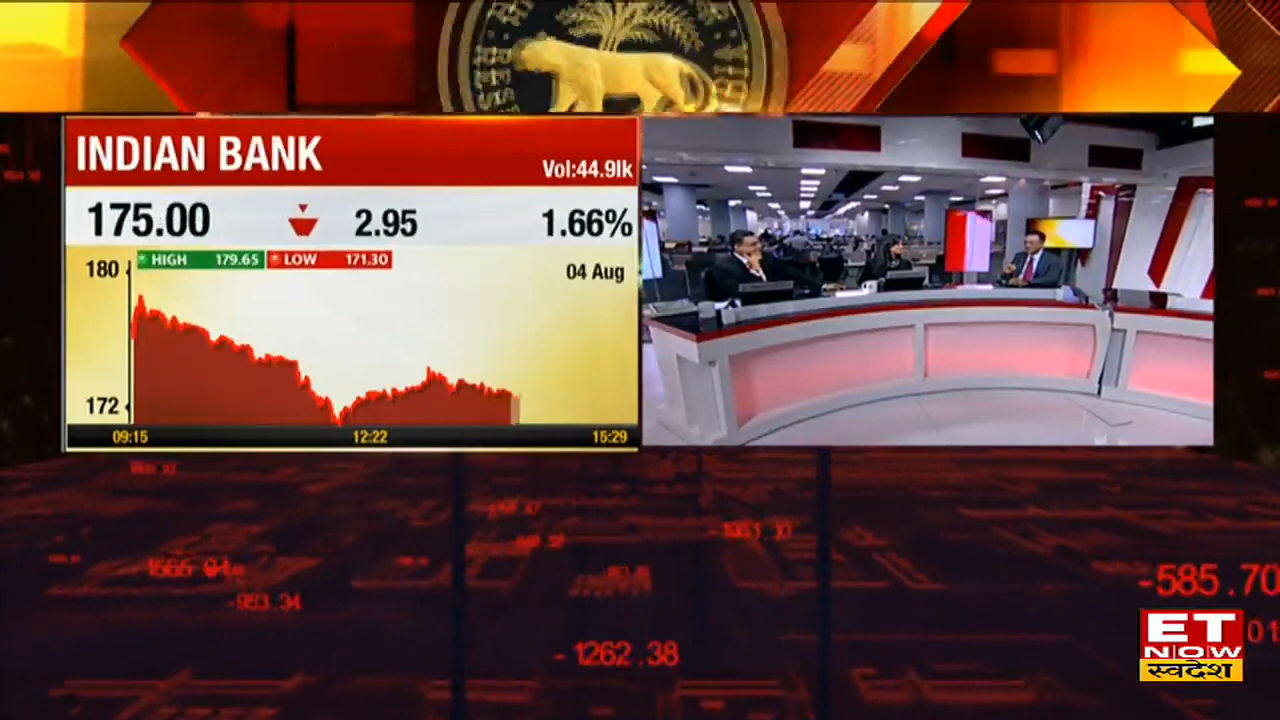 INDIAN BANK
Vol:44.9lk
175.00 2.95 1.66%
HIGH 179.65 LOW 171.30
04 Aug
180
172
09:15 12:22 15:29
-585.70
-1262.38
ET
NOW
स्वदेश